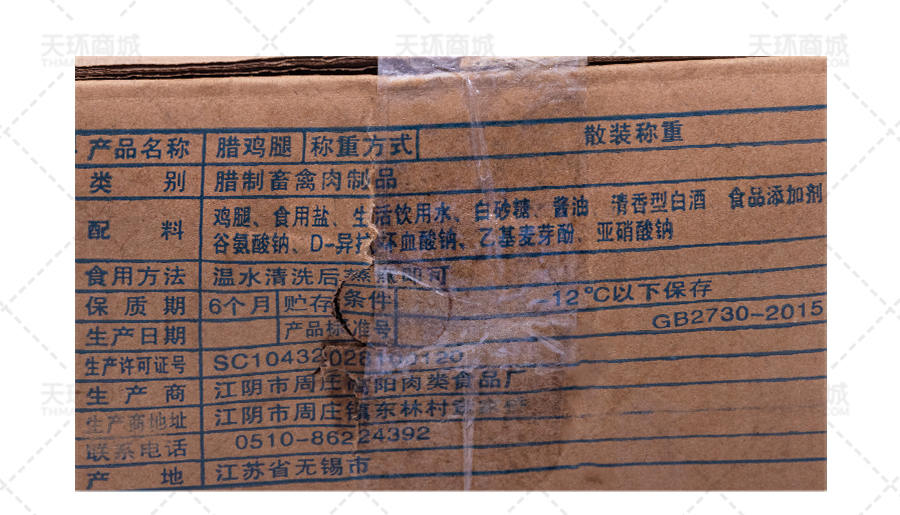 天环商城 天环商城 天环商城
产品名称 腊鸡腿 称重方式 散装称重
类别 腊制畜禽肉制品
配料 鸡腿、食用盐、生活饮用水、白砂糖、酱油 清香型白酒 食品添加剂
谷氨酸钠、D-异抗坏血酸钠、乙基麦芽酚、亚硝酸钠
食用方法 温水清洗后蒸即可
保质期 6个月 贮存条件 -12℃以下保存
生产日期 产品标准号 GB2730-2015
生产许可证号
生产商 江阴市周庄阳肉类食品厂
生产商地址 江阴市周庄镇东林村
联系电话 0510-86224392
产地 江苏省无锡市